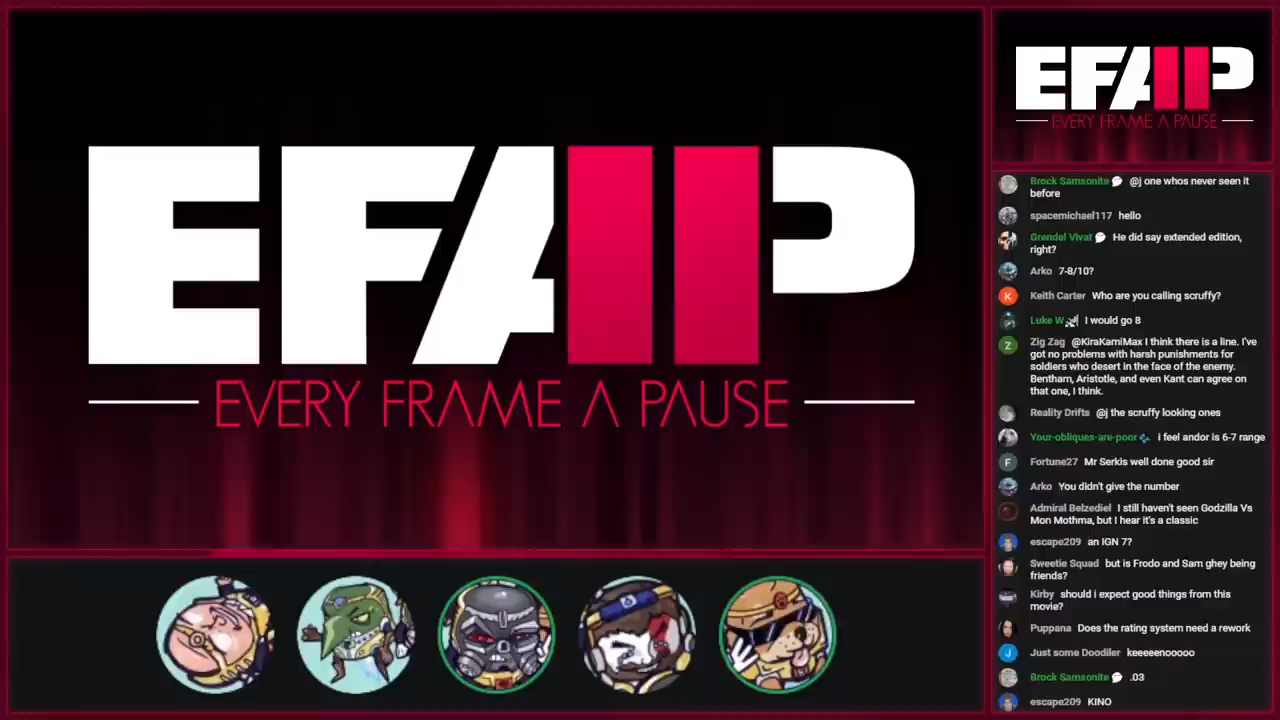 EFAP
EVERY FRAME A PAUSE
EFAP
EVERY FRAME A PAUSE
Brock Samsonite @j one whos never seen it
before
spacemichael117 hello
Grendel Vivat He did say extended edition,
right?
Arko 7-8/10?
K
Keith Carter Who are you calling scruffy?
Luke W I would go 8
Z
Zig Zag @KiraKamiMax I think there is a line. I've
got no problems with harsh punishments for
soldiers who desert in the face of the enemy.
Bentham, Aristotle, and even Kant can agree on
that one, I think.
Reality Drifts @j the scruffy looking ones
Your-obliques-are-poor i feel andor is 6-7 range
F
Fortune27 Mr Serkis well done good sir
Arko You didn't give the number
Admiral Belzediel I still haven't seen Godzilla Vs
Mon Mothma, but I hear it's a classic
escape209 an IGN 7?
Sweetie Squad but is Frodo and Sam ghey being
friends?
Kirby should i expect good things from this
movie?
Puppana Does the rating system need a rework
J
Just some Doodiler keeeeenooooo
Brock Samsonite .03
escape209 KINO